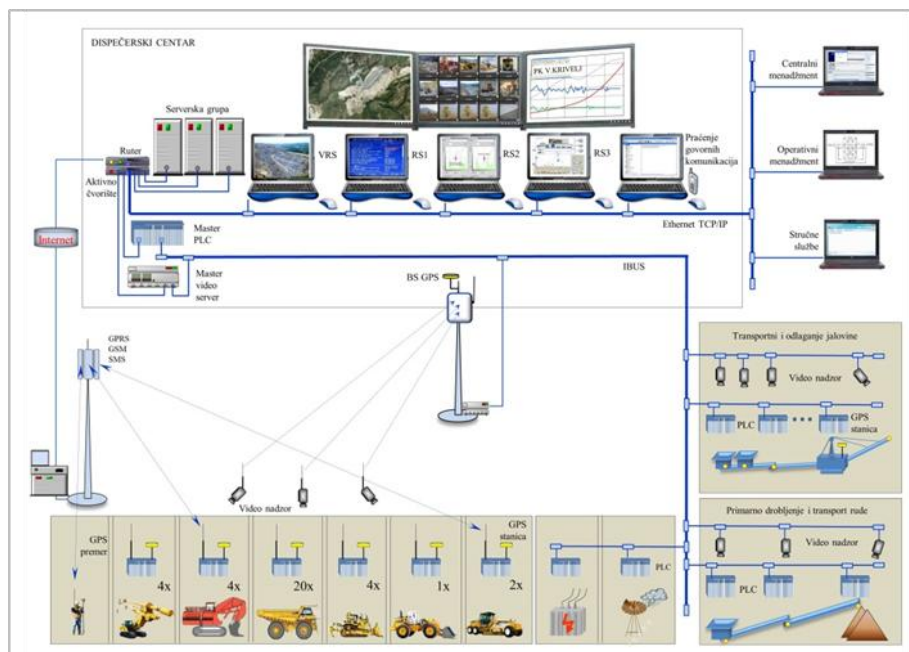 DISPEČERSKI CENTAR
PK V KRIVELJ
Serverska grupa
Ruter
Aktivno
čvorište
VRS
RS1
RS2
RS3
Praćenje
govornih
komunikacija
Centralni
menadžment
Operativni
menadžment
Stručne
službe
Ethernet TCP/IP
Internet
Master
PLC
Master
video
server
IBUS
BS GPS
GPRS
GSM
SMS
Video nadzor
Transportni i odlaganje jalovine
Video nadzor
PLC
GPS
stanica
Primarno drobljenje i transport rude
Video nadzor
PLC
GPS
premer
4x
4x
20x
4x
1x
GPS
stanica
2x
PLC